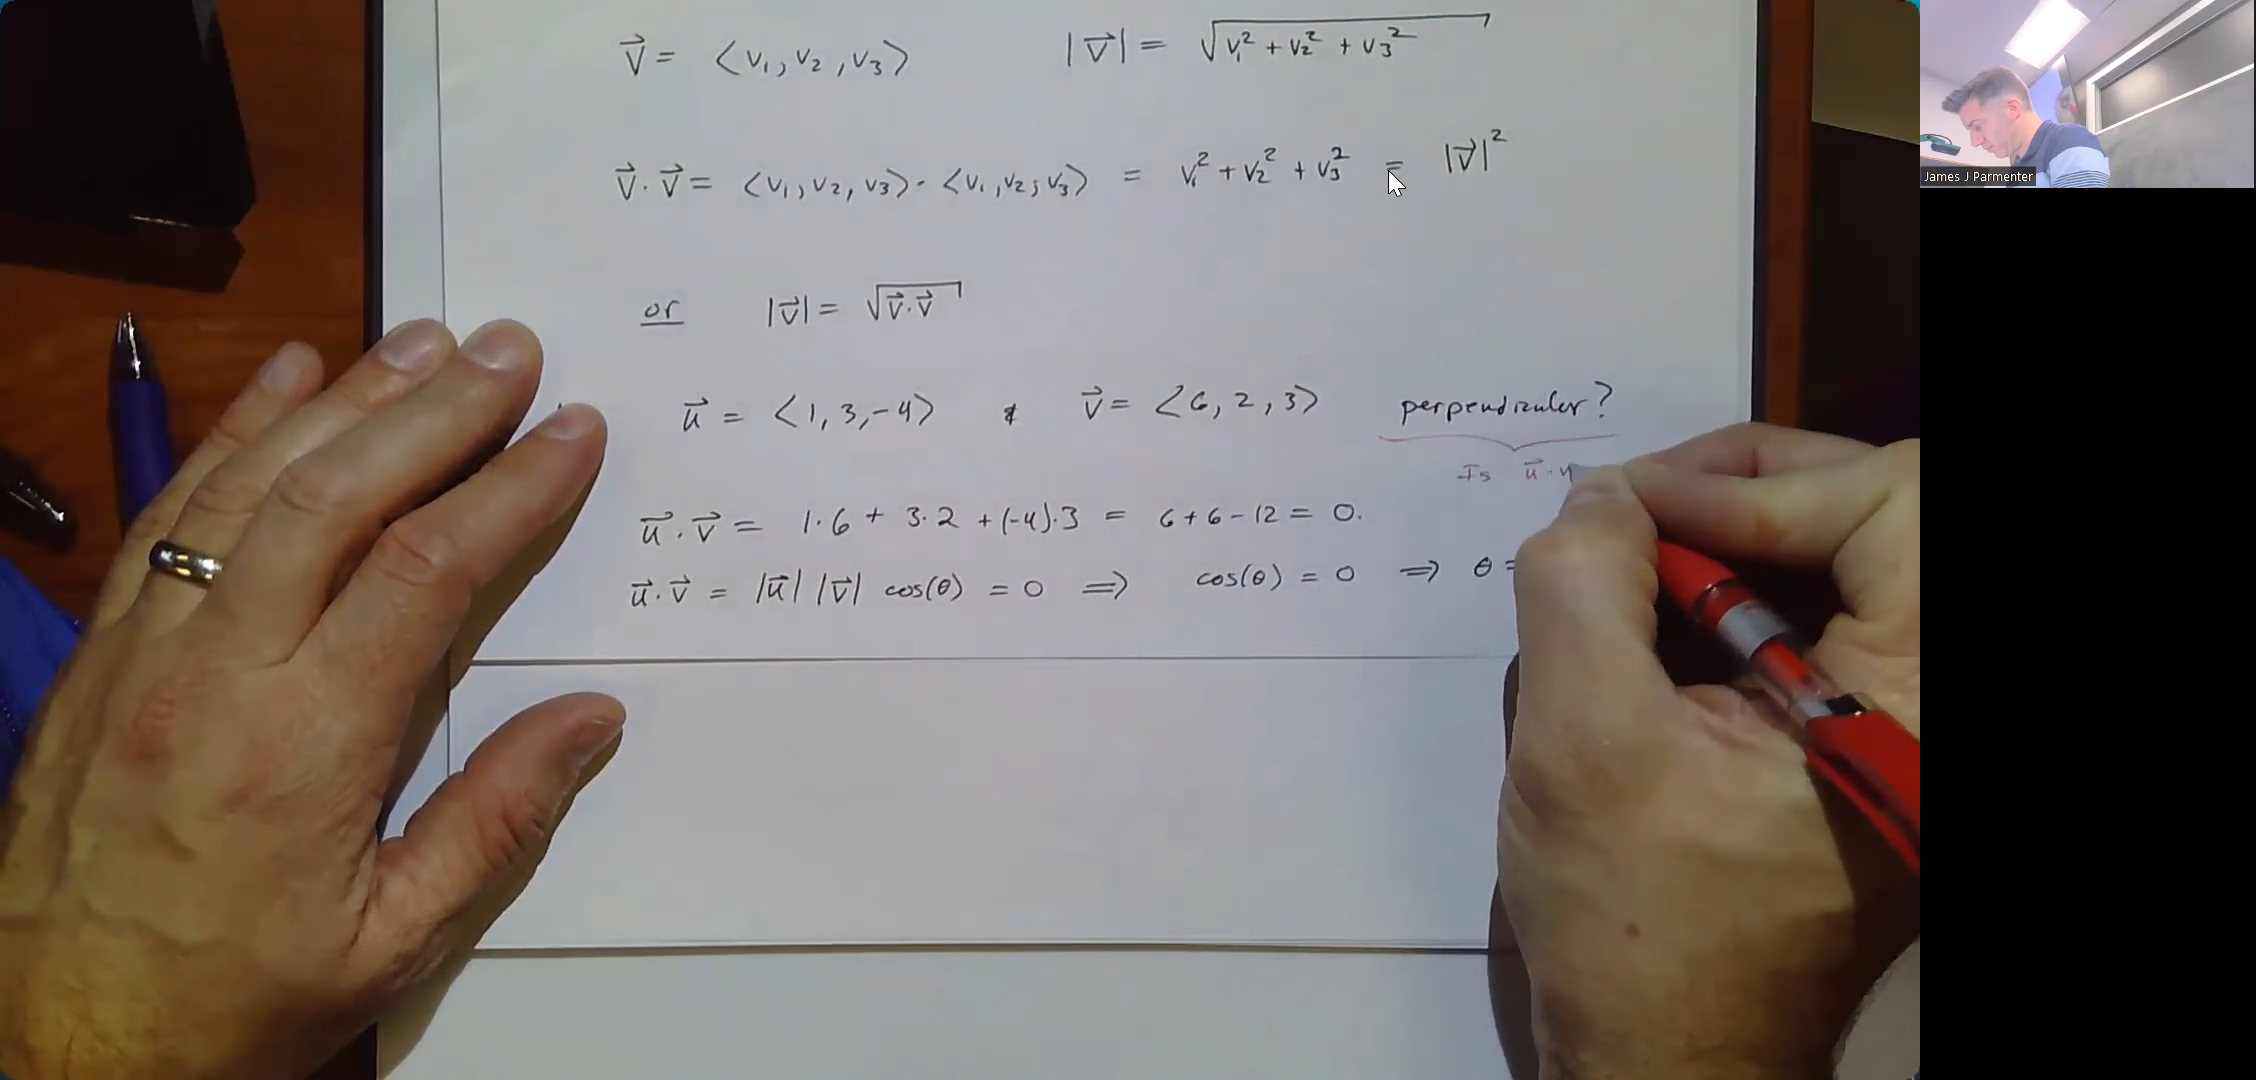 v⃗ = ⟨v₁, v₂, v₃⟩ |v⃗| = √(v₁² + v₂² + v₃²)
v⃗ · v⃗ = ⟨v₁, v₂, v₃⟩ · ⟨v₁, v₂, v₃⟩ = v₁² + v₂² + v₃² = |v⃗|²
or |v⃗| = √(v⃗ · v⃗)
u⃗ = ⟨1, 3, -4⟩ & v⃗ = ⟨6, 2, 3⟩ perpendicular?
Is u⃗ ·
u⃗ · v⃗ = 1·6 + 3·2 + (-4)·3 = 6 + 6 - 12 = 0.
u⃗ · v⃗ = |u⃗| |v⃗| cos(θ) = 0 ⟹ cos(θ) = 0 ⟹ θ =
James J Parmenter